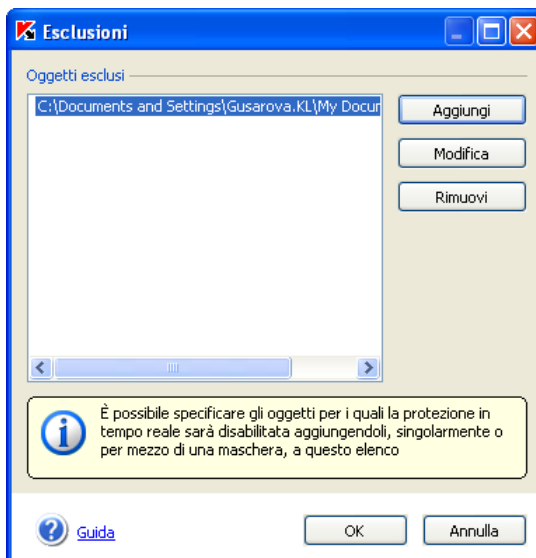 Esclusioni
Oggetti esclusi
C:\Documents and Settings\Gusarova.KL\My Docur
Aggiungi
Modifica
Rimuovi
È possibile specificare gli oggetti per i quali la protezione in
tempo reale sarà disabilitata aggiungendoli, singolarmente o
per mezzo di una maschera, a questo elenco
Guida
OK
Annulla